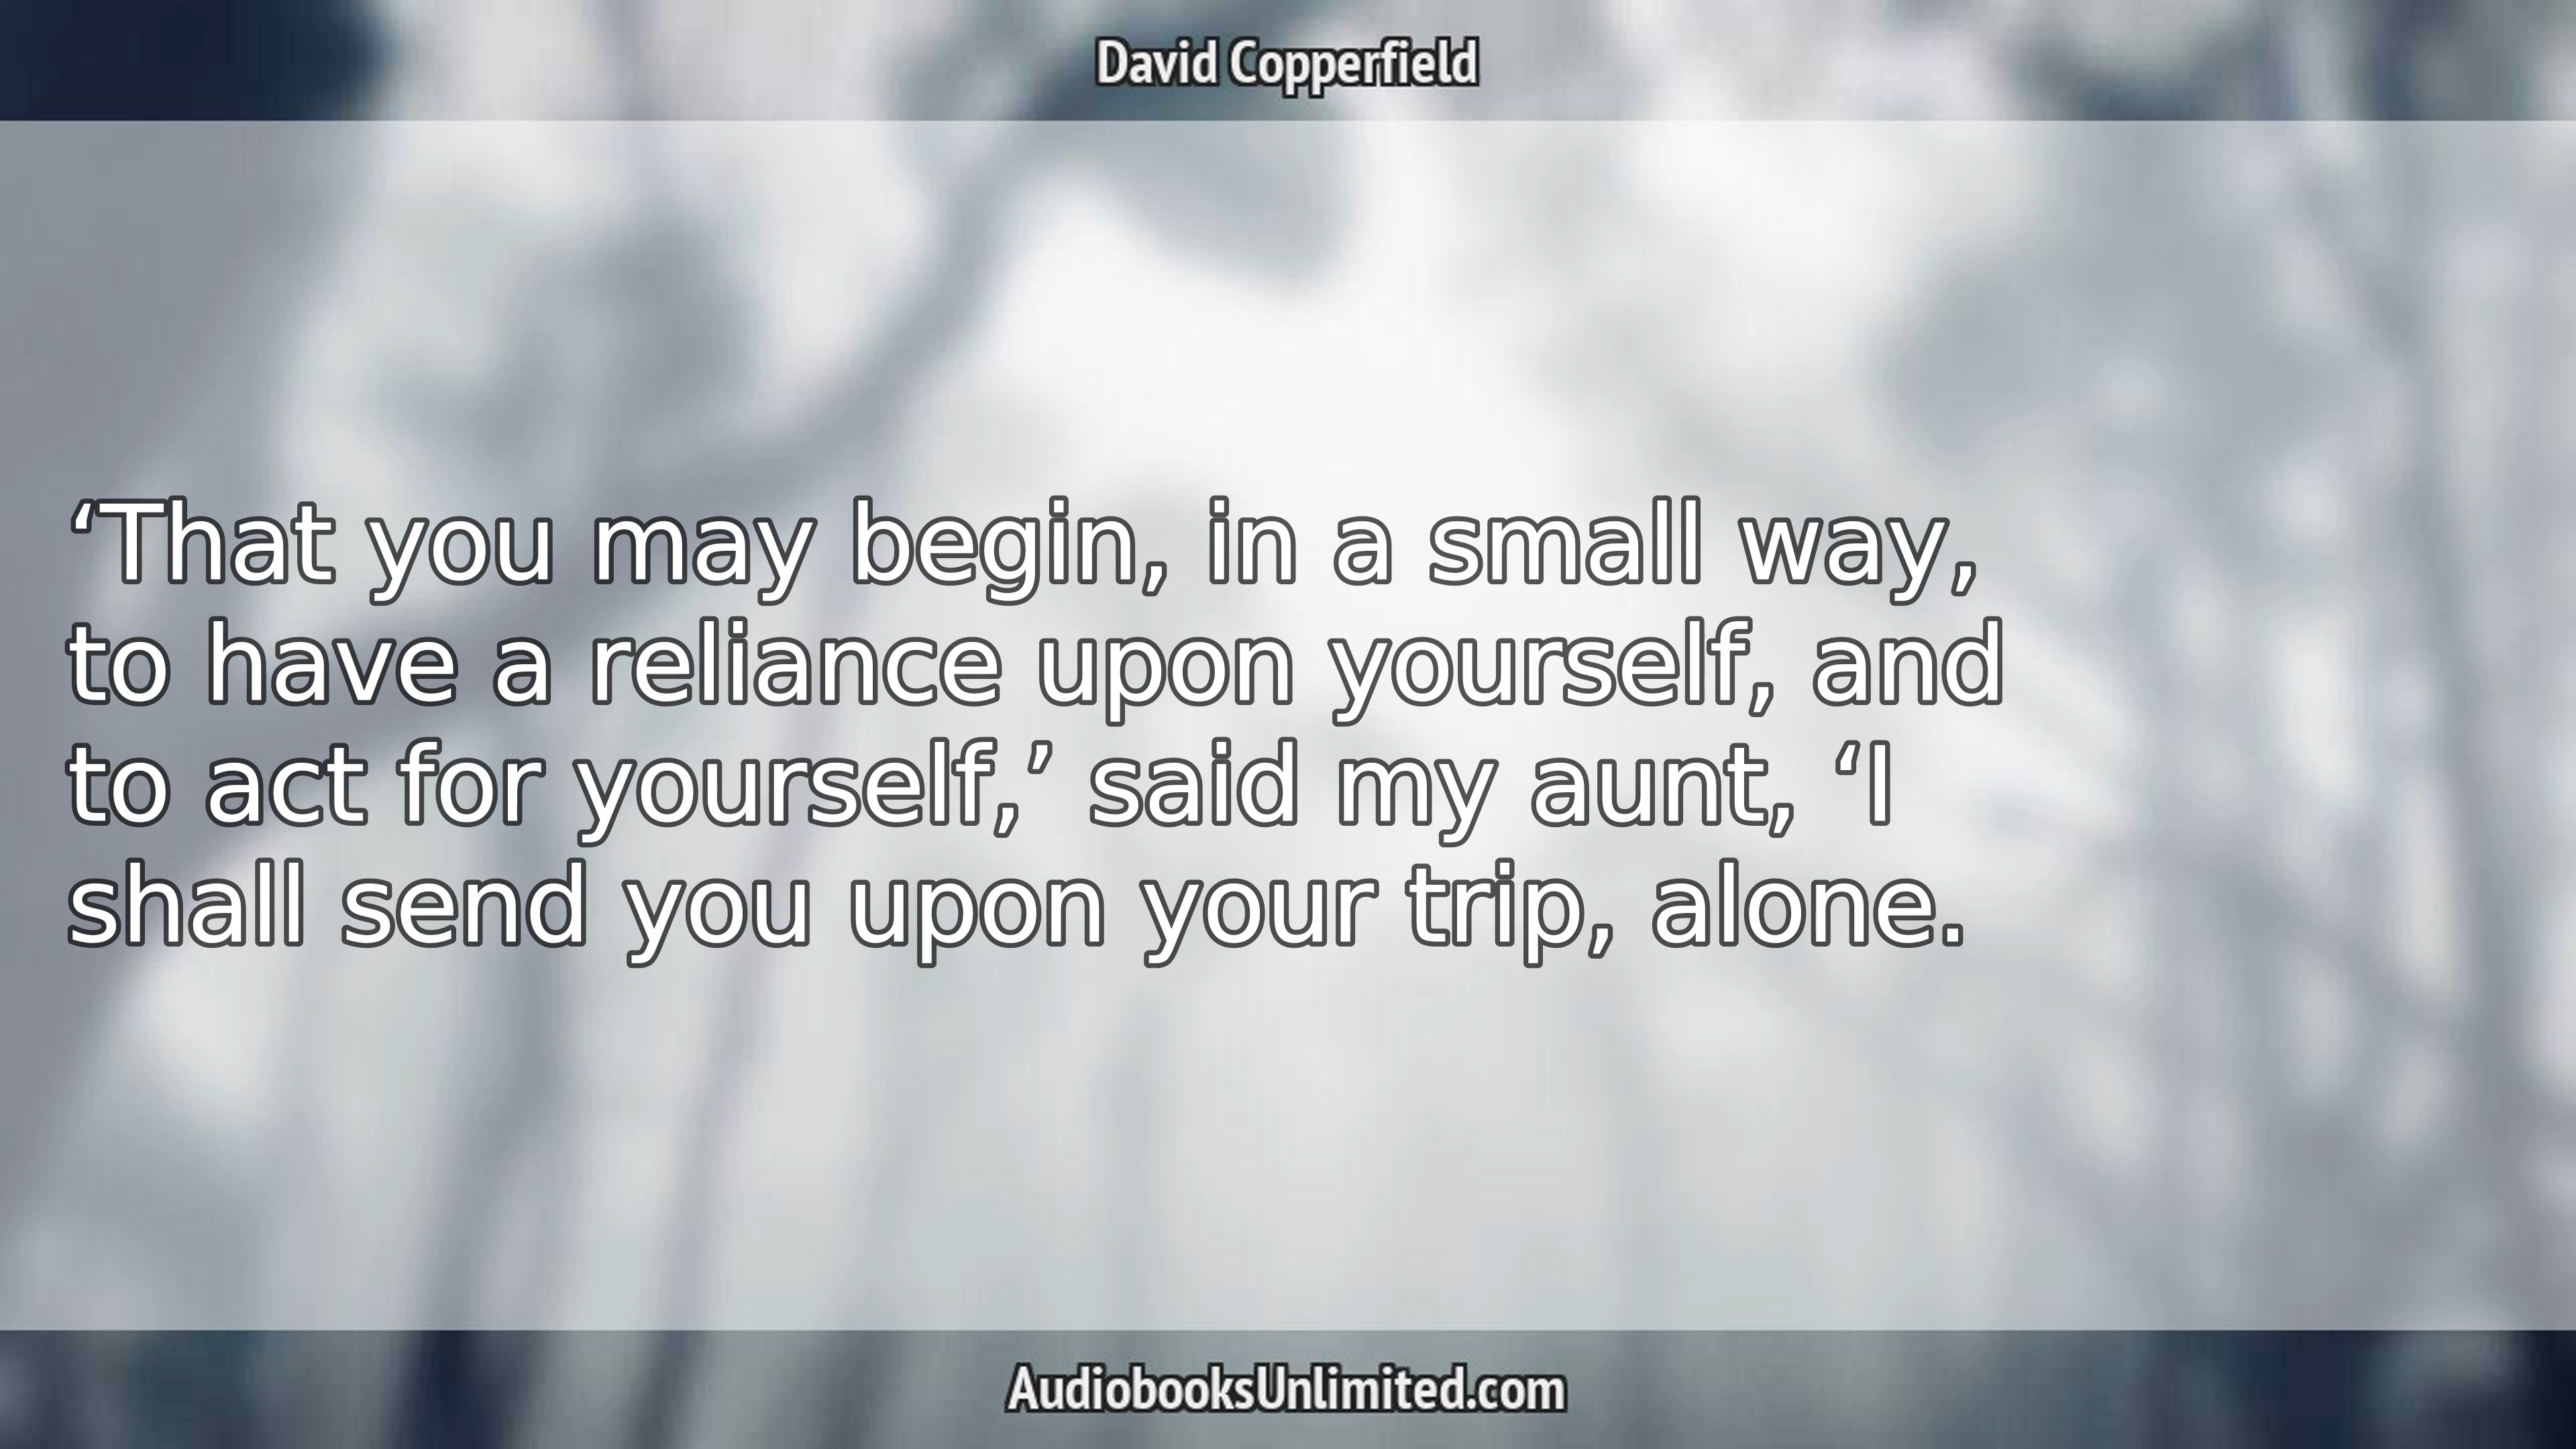 David Copperfield
‘That you may begin, in a small way,
to have a reliance upon yourself, and
to act for yourself,’ said my aunt, ‘I
shall send you upon your trip, alone.
AudiobooksUnlimited.com